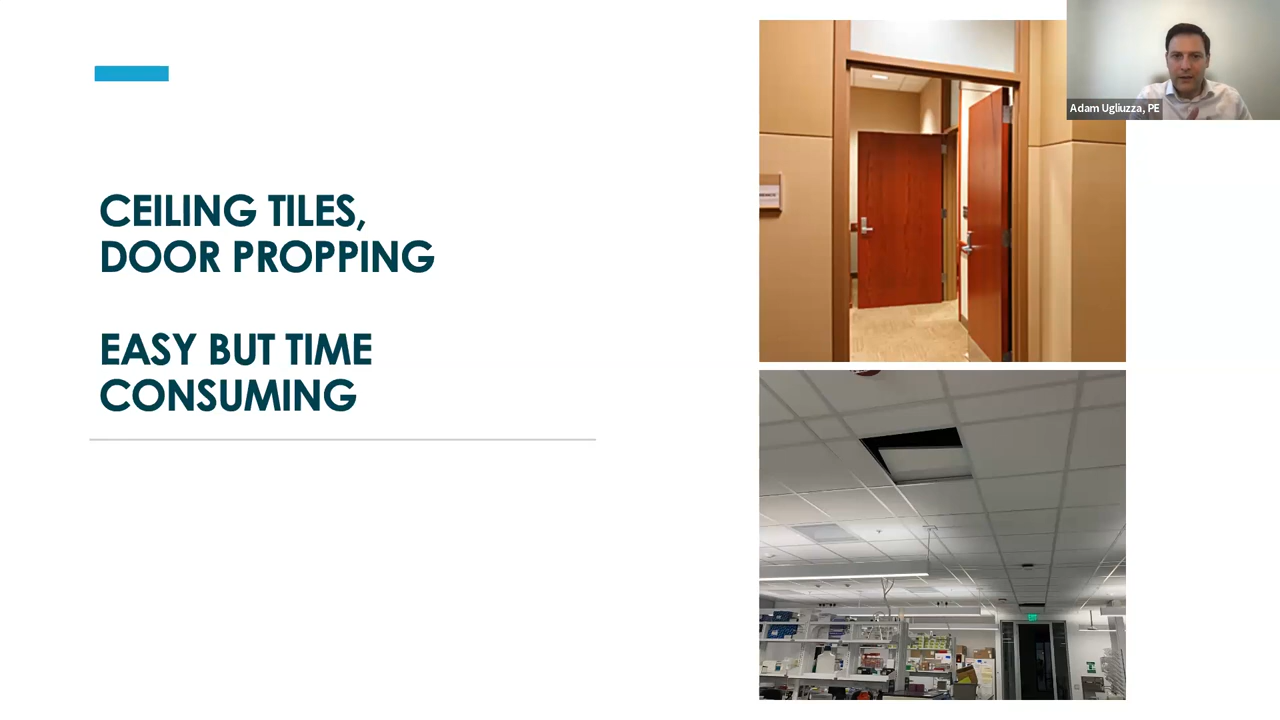 CEILING TILES,
DOOR PROPPING
EASY BUT TIME
CONSUMING
Adam Ugliuzza, PE